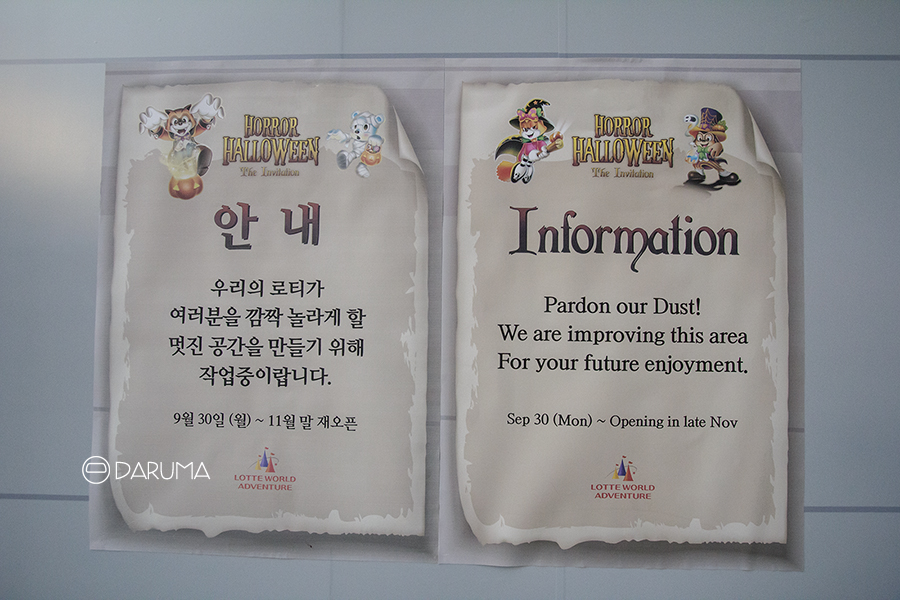 HORROR
HALLOWEEN
The Invitation
안 내
우리의 로티가
여러분을 깜짝 놀라게 할
멋진 공간을 만들기 위해
작업중이랍니다.
9월 30일 (월) ~ 11월 말 재오픈
LOTTE WORLD
ADVENTURE
DARUMA
HORROR
HALLOWEEN
The Invitation
Information
Pardon our Dust!
We are improving this area
For your future enjoyment.
Sep 30 (Mon) ~ Opening in late Nov
LOTTE WORLD
ADVENTURE